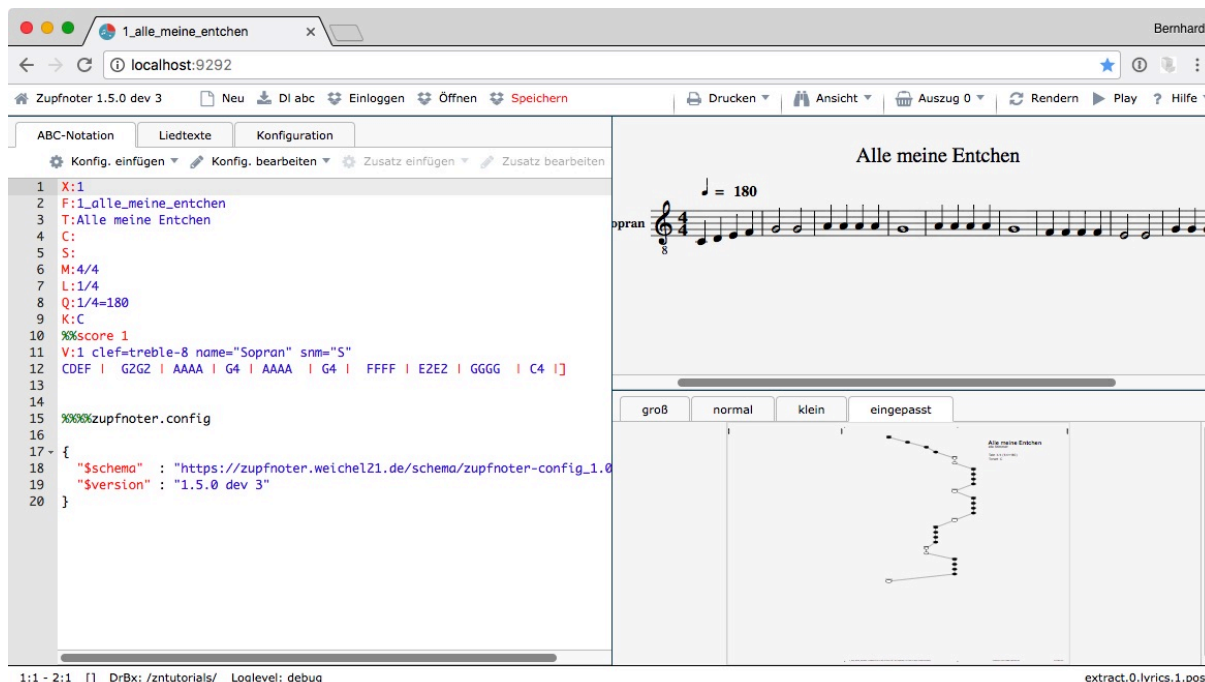 1_alle_meine_entchen
Bernhard
localhost:9292
Zupfnoter 1.5.0 dev 3 Neu Dl abc Einloggen Öffnen Speichern Drucken Ansicht Auszug 0 Rendern Play ? Hilfe
ABC-Notation Liedtexte Konfiguration
Konfig. einfügen Konfig. bearbeiten Zusatz einfügen Zusatz bearbeiten
1 X:1
2 F:1_alle_meine_entchen
3 T:Alle meine Entchen
4 C:
5 S:
6 M:4/4
7 L:1/4
8 Q:1/4=180
9 K:C
10 %%score 1
11 V:1 clef=treble-8 name="Sopran" snm="S"
12 CDEF | G2G2 | AAAA | G4 | AAAA | G4 | FFFF | E2E2 | GGGG | C4 |]
13
14
15 %%%%zupfnoter.config
16
17 {
18 "$schema" : "https://zupfnoter.weichel21.de/schema/zupfnoter-config_1.0
19 "$version" : "1.5.0 dev 3"
20 }
Alle meine Entchen
= 180
opran
4
4
8
groß normal klein eingepasst
Alle meine Entchen
1:1 - 2:1 [] DrBx: /zntutorials/ Loglevel: debug
extract.0.lyrics.1.pos